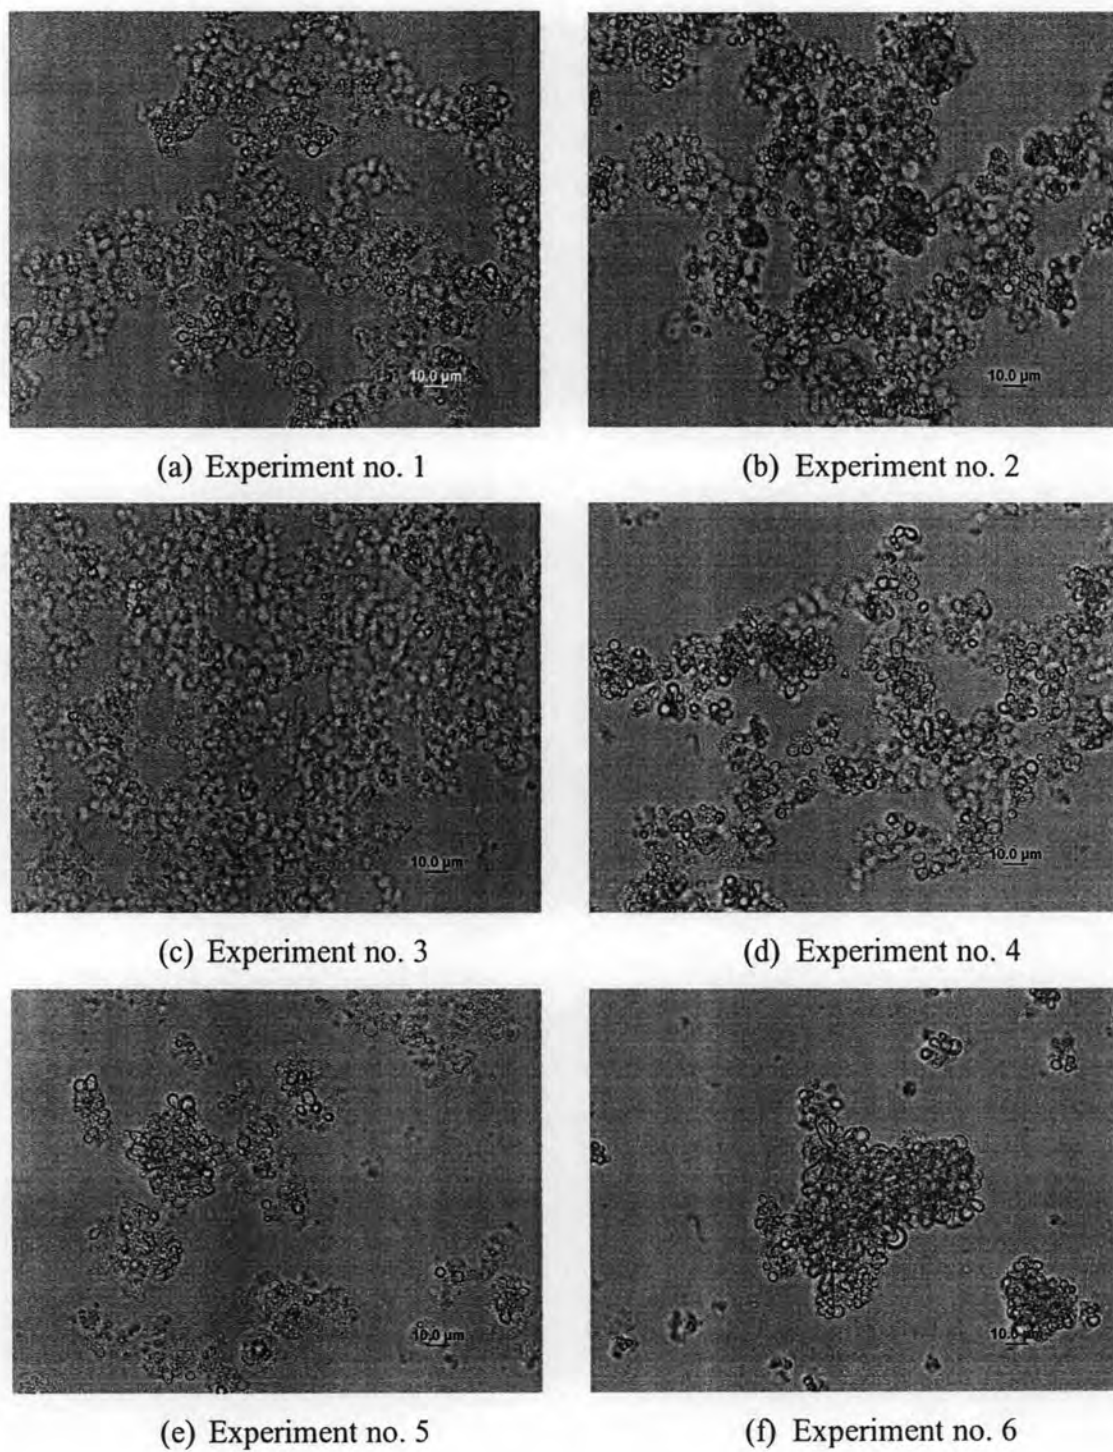 10.0 µm
10.0 µm
(a) Experiment no. 1
(b) Experiment no. 2
10.0 µm
10.0 µm
(c) Experiment no. 3
(d) Experiment no. 4
10.0 µm
10.0 µm
(e) Experiment no. 5
(f) Experiment no. 6